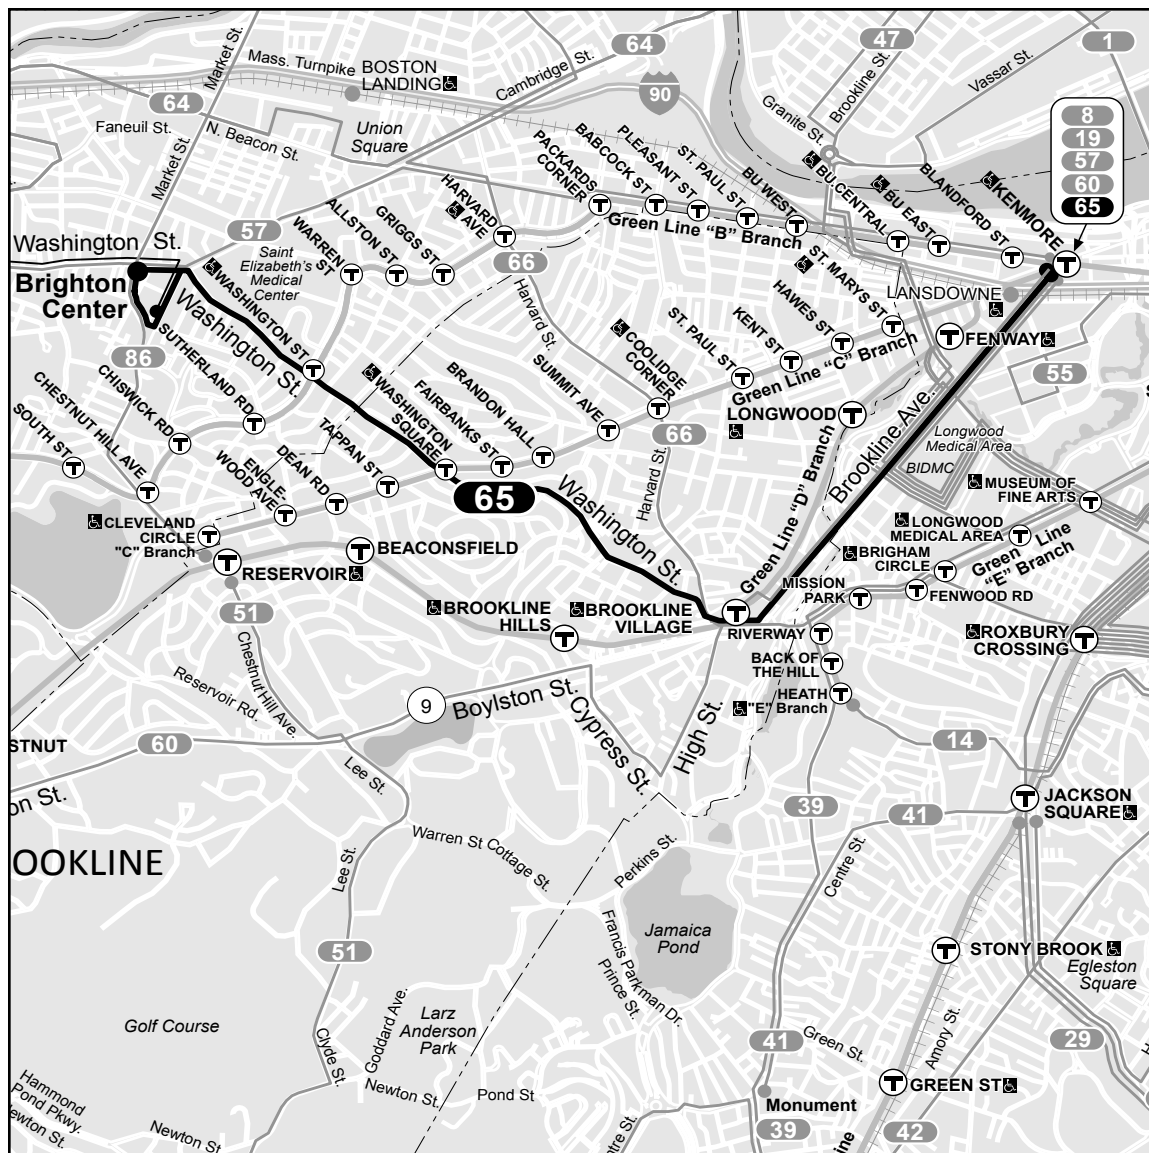 Market St.
Mass. Turnpike
BOSTON
LANDING
64
Cambridge St.
90
47
Brookline St.
Granite St.
Vassar St.
1
8
19
57
60
65
64
Faneuil St.
N. Beacon St.
Market St.
Union
Square
PACKARDS
CORNER
BABCOCK ST
PLEASANT ST
ST. PAUL ST
BU WEST
BU CENTRAL
BU EAST
BLANDFORD ST
KENMORE
Green Line "B" Branch
HARVARD
AVE
GRIGGS ST
ALLSTON ST
WARREN
ST
Washington St.
57
Saint
Elizabeth's
Medical
Center
66
Harvard St.
Brighton
Center
WASHINGTON ST
Washington St.
SUTHERLAND RD
86
CHISWICK RD
CHESTNUT HILL AVE
SOUTH ST
LANSDOWNE
FENWAY
ST. MARYS ST
HAWES ST
KENT ST
ST. PAUL ST
Green Line "C" Branch
COOLIDGE
CORNER
SUMMIT AVE
BRANDON HALL
FAIRBANKS ST
WASHINGTON
SQUARE
TAPPAN ST
DEAN RD
ENGLE-
WOOD AVE
CLEVELAND
CIRCLE
"C" Branch
55
LONGWOOD
66
Harvard St.
Green Line "D" Branch
Brookline Ave.
Longwood
Medical Area
BIDMC
65
Washington St.
MUSEUM OF
FINE ARTS
LONGWOOD
MEDICAL AREA
Green Line
"E" Branch
BRIGHAM
CIRCLE
FENWOOD RD
MISSION
PARK
RESERVOIR
BEACONSFIELD
51
BROOKLINE
HILLS
BROOKLINE
VILLAGE
RIVERWAY
BACK OF
THE HILL
HEATH
"E" Branch
ROXBURY
CROSSING
Chestnut Hill Ave.
Reservoir Rd.
9
Boylston St.
Cypress St.
High St.
STNUT
60
on St.
Lee St.
14
39
41
JACKSON
SQUARE
OOKLINE
Warren St
Cottage St.
Perkins St.
Centre St.
Lee St.
Jamaica
Pond
Francis Parkman Dr.
Prince St.
STONY BROOK
Egleston
Square
51
Golf Course
Goddard Ave.
Larz
Anderson
Park
Clyde St.
Newton St.
Pond St
41
Green St.
Amory St.
29
GREEN ST
Monument
39
42
Hammond
Pond Pkwy.
ewton St.
Newton St.
tre St.
ine